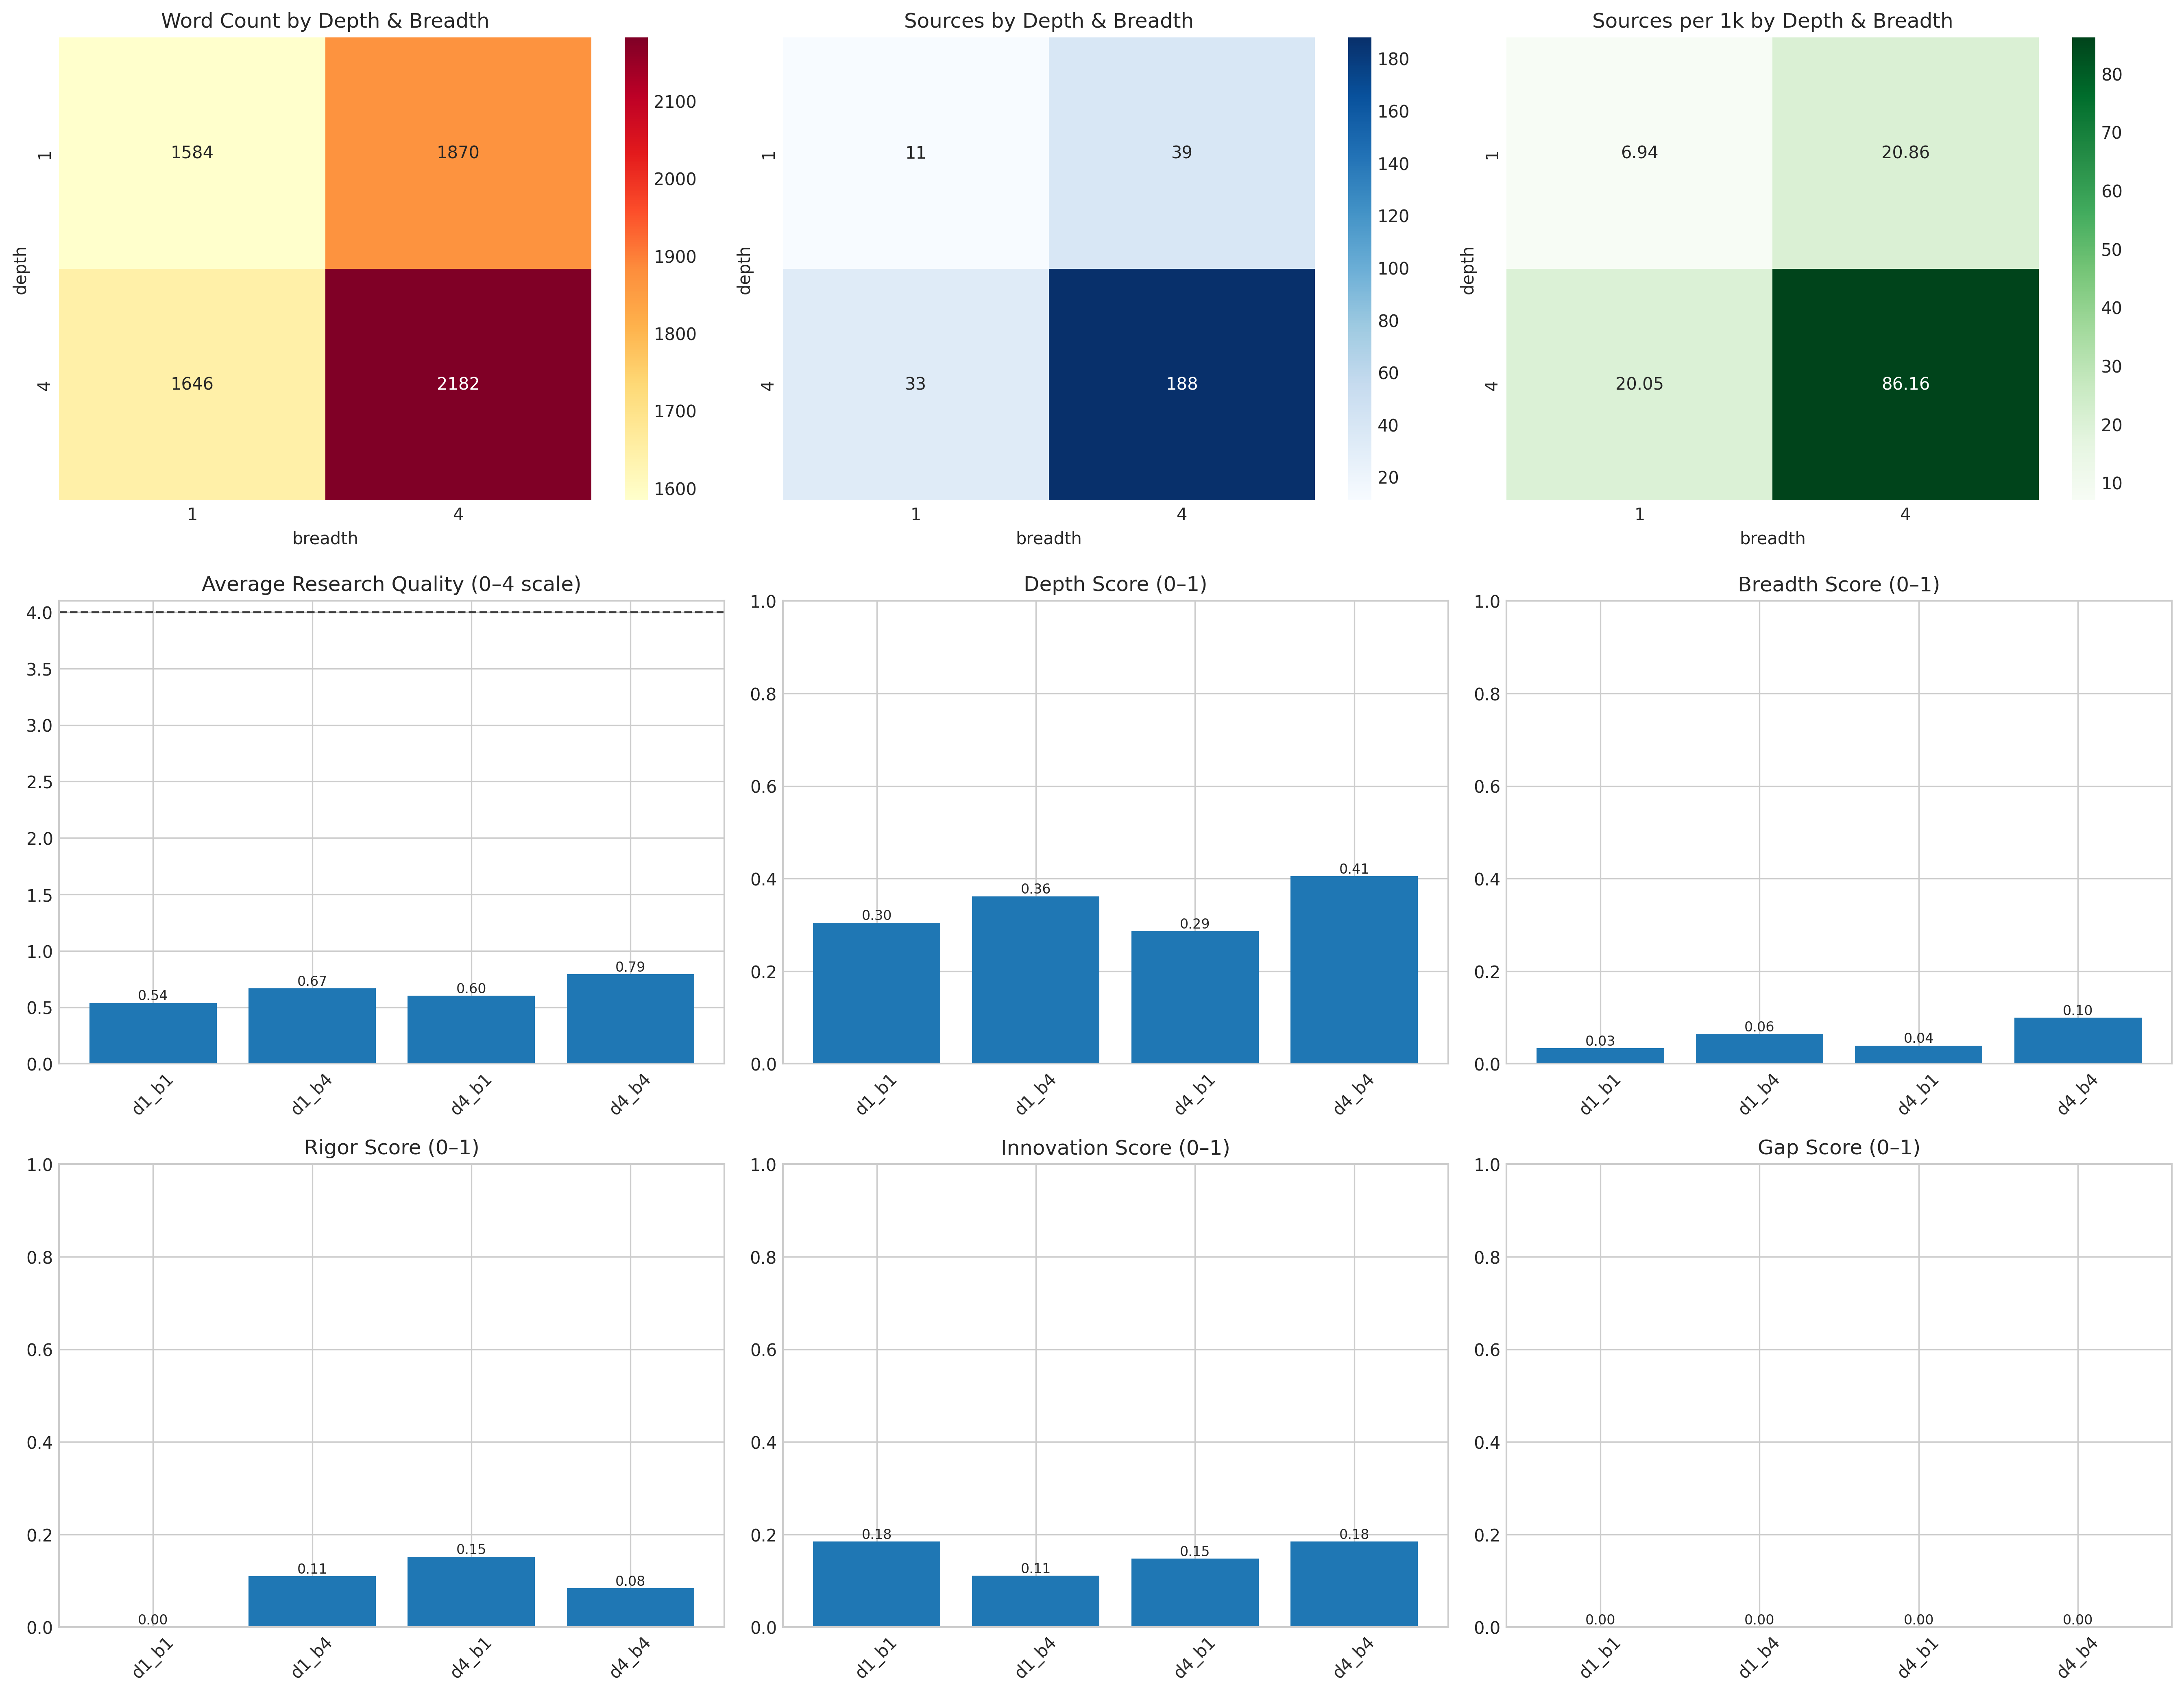 Word Count by Depth & Breadth
1584 1870
1646 2182
1
4
depth
1 4
breadth
2100
2000
1900
1800
1700
1600
Sources by Depth & Breadth
11 39
33 188
1
4
depth
1 4
breadth
180
160
140
120
100
80
60
40
20
Sources per 1k by Depth & Breadth
6.94 20.86
20.05 86.16
1
4
depth
1 4
breadth
80
70
60
50
40
30
20
10
Average Research Quality (0–4 scale)
4.0
3.5
3.0
2.5
2.0
1.5
1.0
0.5
0.0
0.54 0.67 0.60 0.79
d1_b1 d1_b4 d4_b1 d4_b4
Depth Score (0–1)
1.0
0.8
0.6
0.4
0.2
0.0
0.30 0.36 0.29 0.41
d1_b1 d1_b4 d4_b1 d4_b4
Breadth Score (0–1)
1.0
0.8
0.6
0.4
0.2
0.0
0.03 0.06 0.04 0.10
d1_b1 d1_b4 d4_b1 d4_b4
Rigor Score (0–1)
1.0
0.8
0.6
0.4
0.2
0.0
0.00 0.11 0.15 0.08
d1_b1 d1_b4 d4_b1 d4_b4
Innovation Score (0–1)
1.0
0.8
0.6
0.4
0.2
0.0
0.18 0.11 0.15 0.18
d1_b1 d1_b4 d4_b1 d4_b4
Gap Score (0–1)
1.0
0.8
0.6
0.4
0.2
0.0
0.00 0.00 0.00 0.00
d1_b1 d1_b4 d4_b1 d4_b4